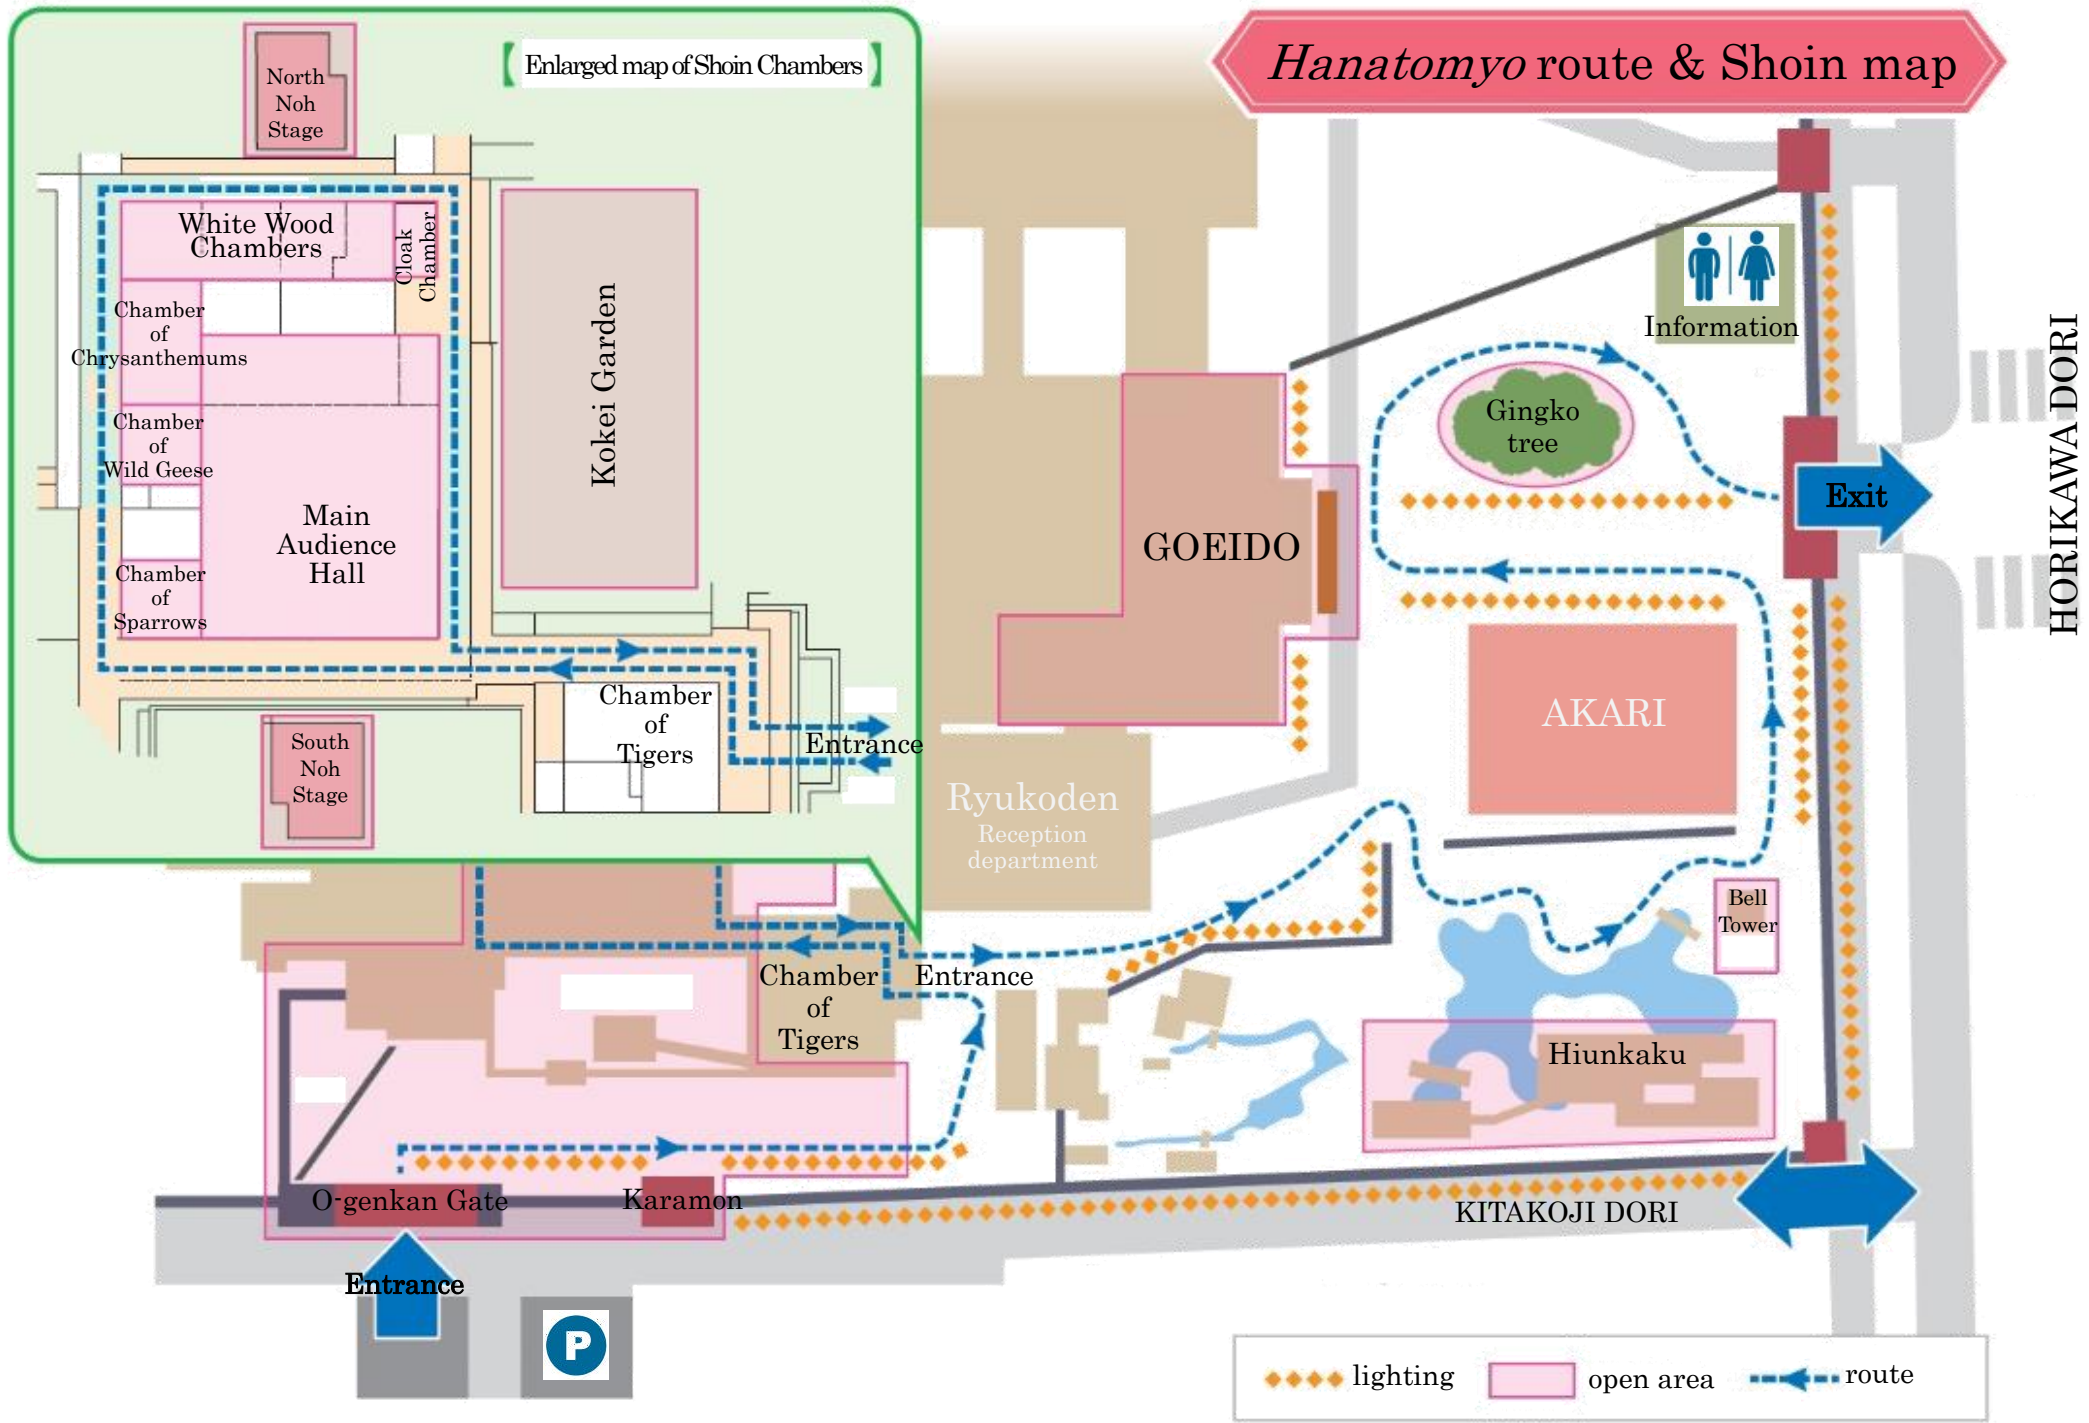 Hanatomyo route & Shoin map
【 Enlarged map of Shoin Chambers 】
North
Noh
Stage
White Wood
Chambers
Cloak
Chamber
Chamber
of
Chrysanthemums
Chamber
of
Wild Geese
Chamber
of
Sparrows
Main
Audience
Hall
Kokei Garden
South
Noh
Stage
Chamber
of
Tigers
Entrance
Information
Gingko
tree
GOEIDO
Exit
HORIKAWA DORI
AKARI
Ryukoden
Reception
department
Bell
Tower
Chamber
of
Tigers
Entrance
Hiunkaku
O-genkan Gate
Karamon
KITAKOJI DORI
Entrance
P
lighting
open area
route